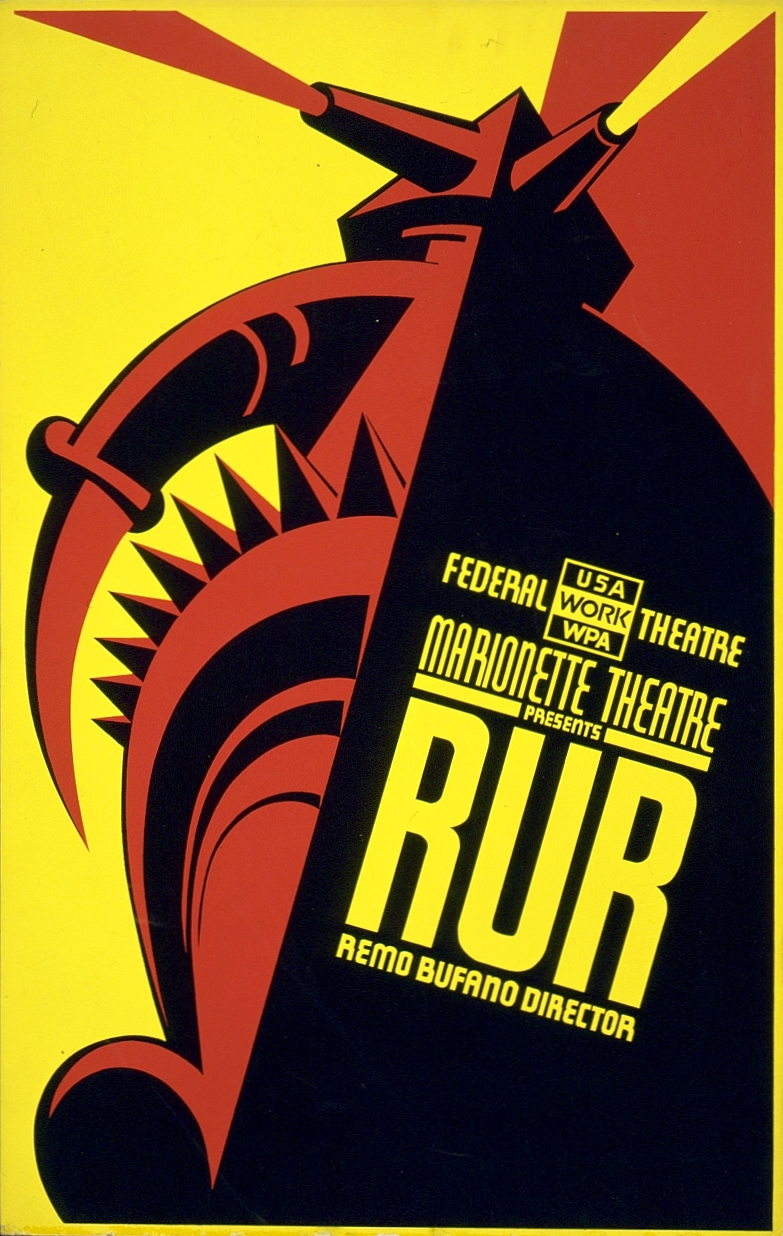 FEDERAL USA WORK WPA THEATRE
MARIONETTE THEATRE
PRESENTS
RUR
REMO BUFANO DIRECTOR